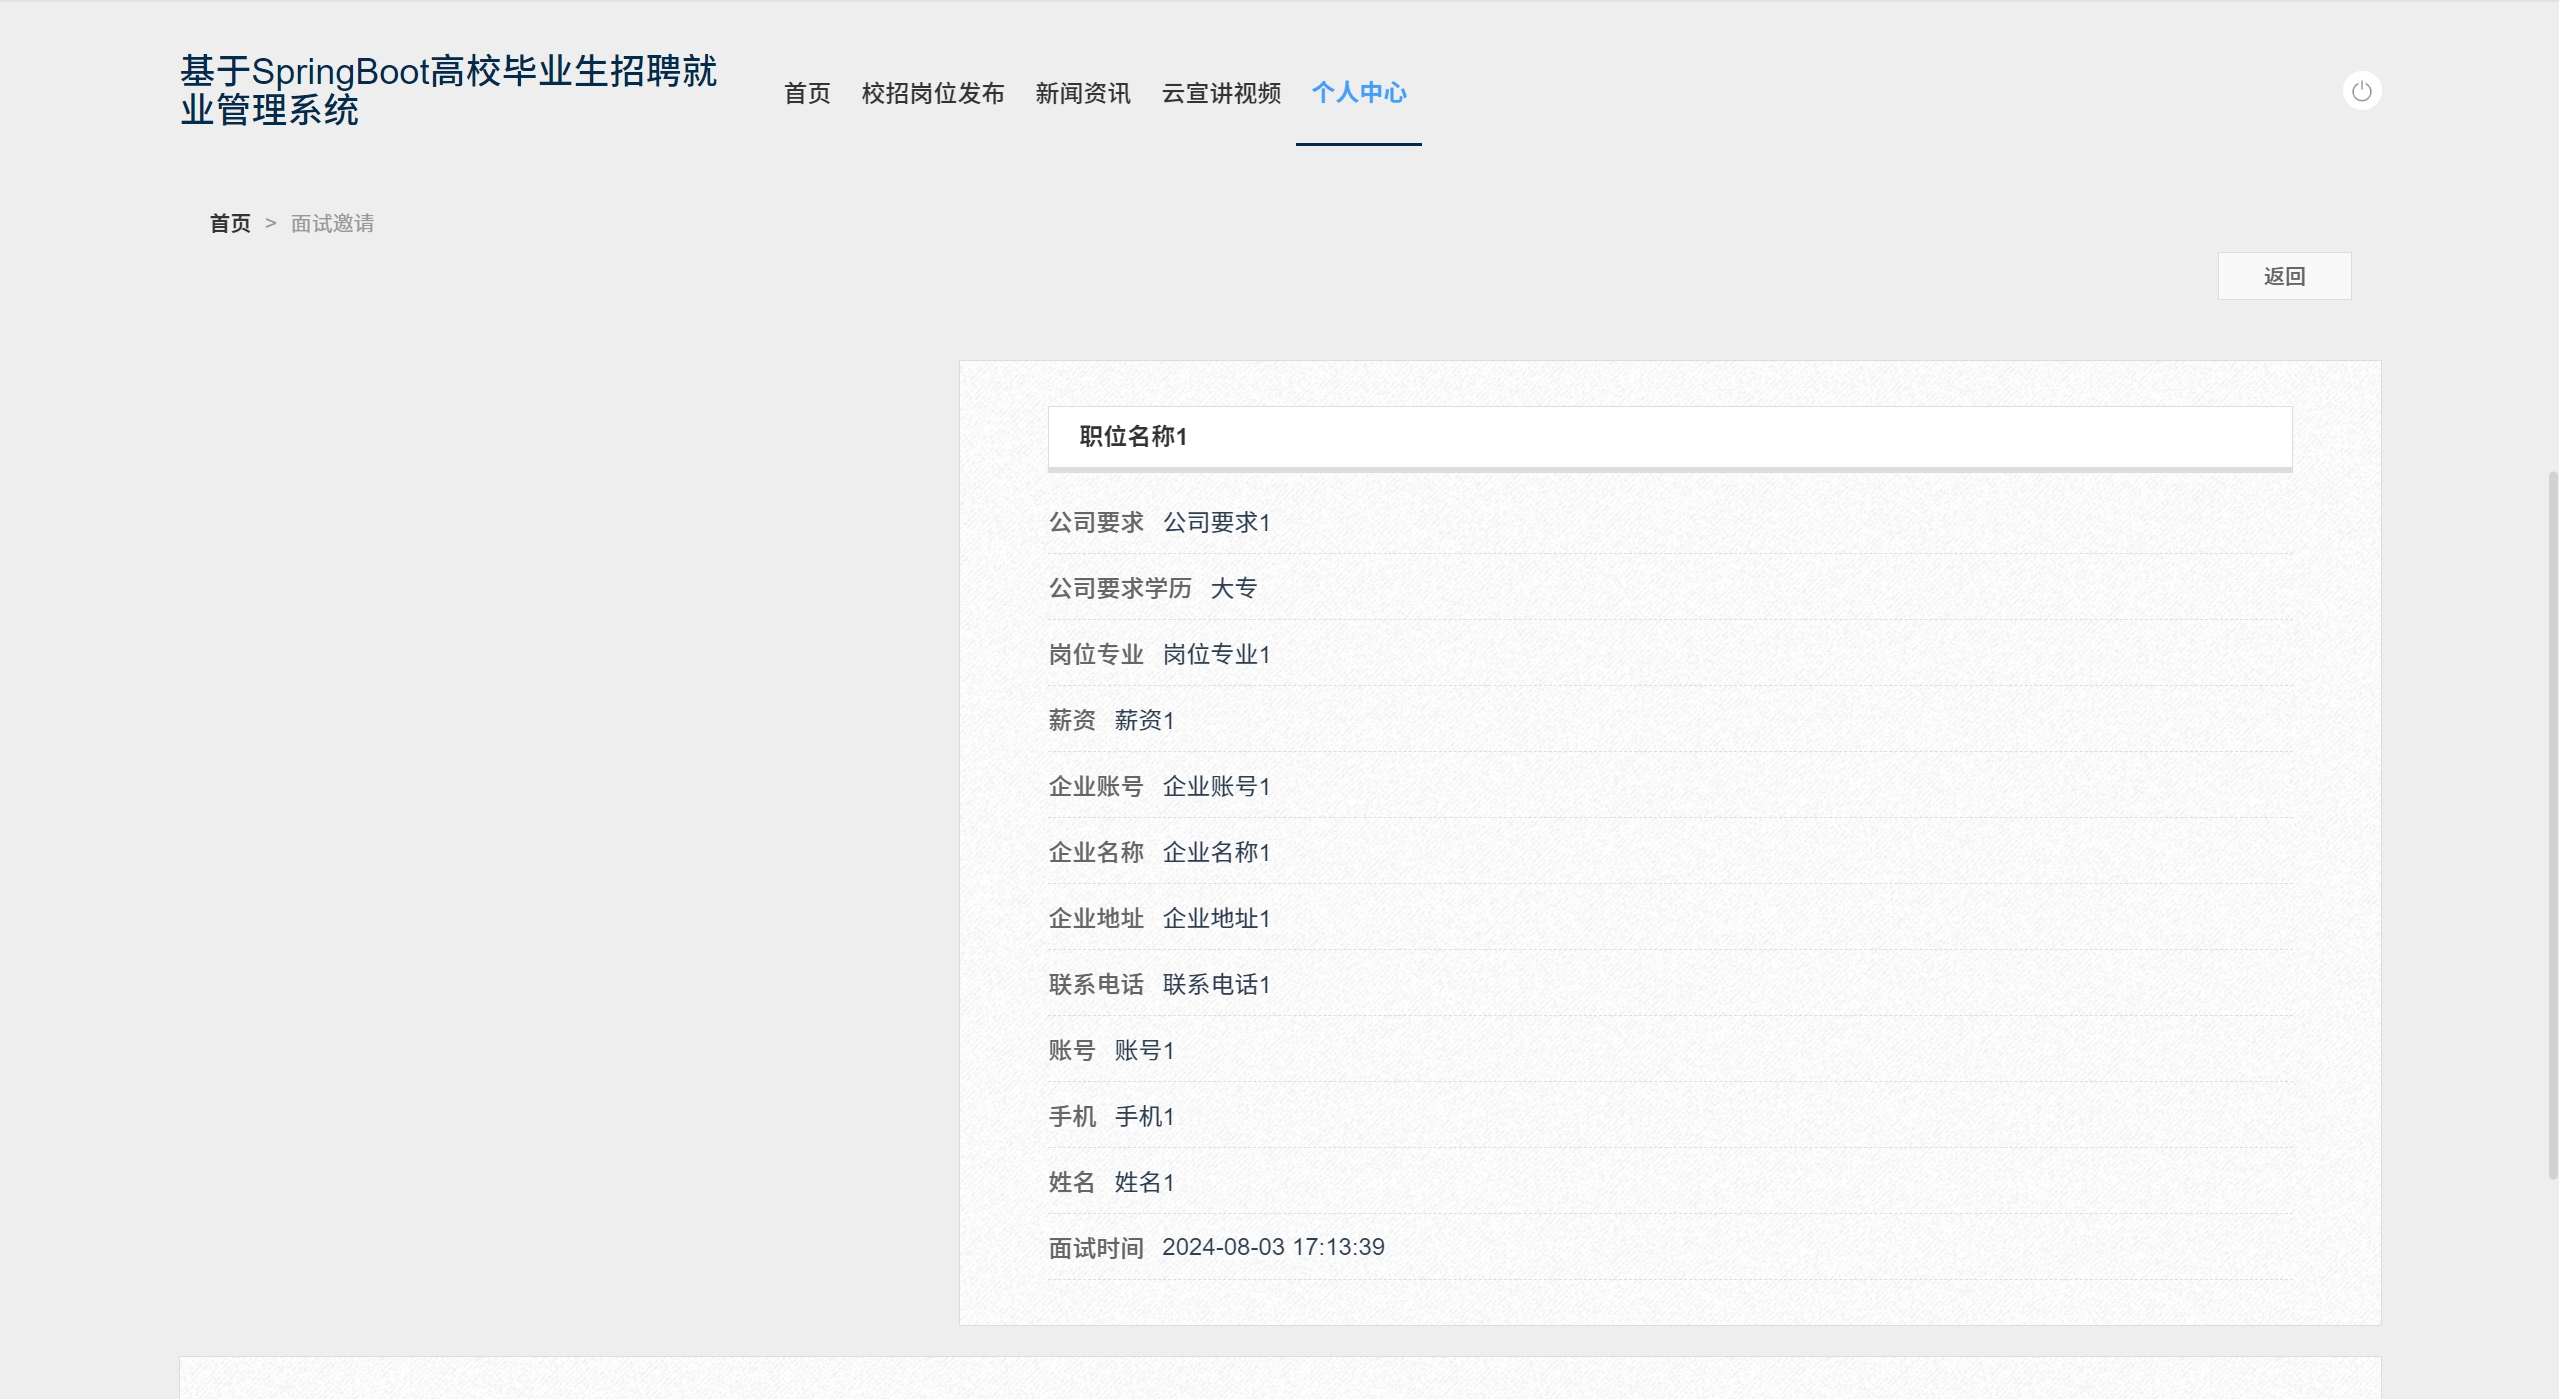 基于SpringBoot高校毕业生招聘就
业管理系统
首页 校招岗位发布 新闻资讯 云宣讲视频 个人中心
首页 > 面试邀请
返回
职位名称1
公司要求 公司要求1
公司要求学历 大专
岗位专业 岗位专业1
薪资 薪资1
企业账号 企业账号1
企业名称 企业名称1
企业地址 企业地址1
联系电话 联系电话1
账号 账号1
手机 手机1
姓名 姓名1
面试时间 2024-08-03 17:13:39